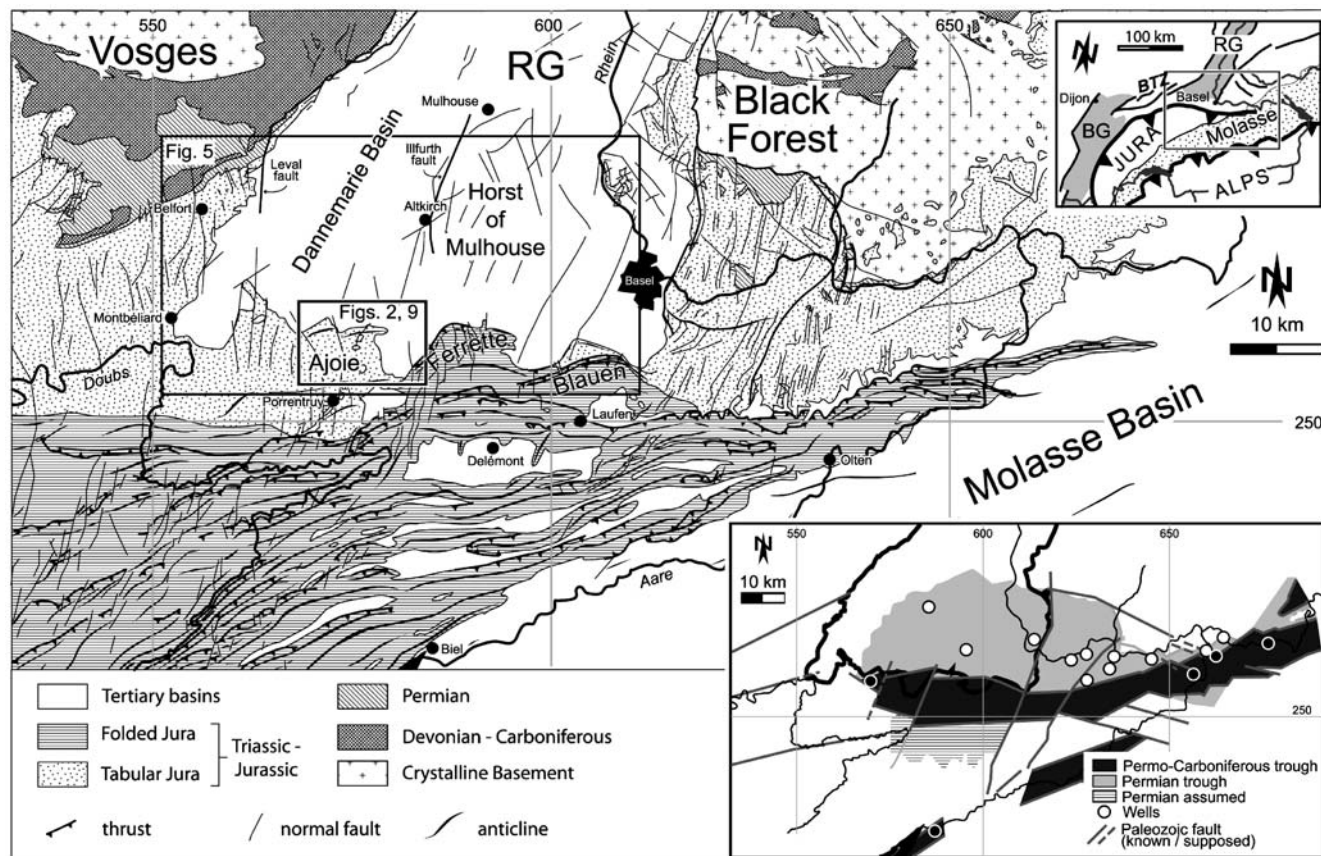 550
600
650
Vosges
RG
Rhein
Black
Forest
Mulhouse
Dannemarie Basin
Fig. 5
Leval
fault
Illfurth
fault
Horst
of
Mulhouse
Belfort
Altkirch
Basel
Montbéliard
Figs. 2, 9
Ajoie
Ferrette
Blauen
Doubs
Porrentruy
Laufen
Delémont
Olten
250
Molasse Basin
Aare
Biel
N
10 km
N
100 km
RG
BTZ
Dijon
Basel
BG
JURA
Molasse
ALPS
Tertiary basins
Folded Jura
Tabular Jura
Triassic -
Jurassic
Permian
Devonian - Carboniferous
Crystalline Basement
thrust
normal fault
anticline
550
600
650
N
10 km
250
Permo-Carboniferous trough
Permian trough
Permian assumed
Wells
Paleozoic fault
(known / supposed)